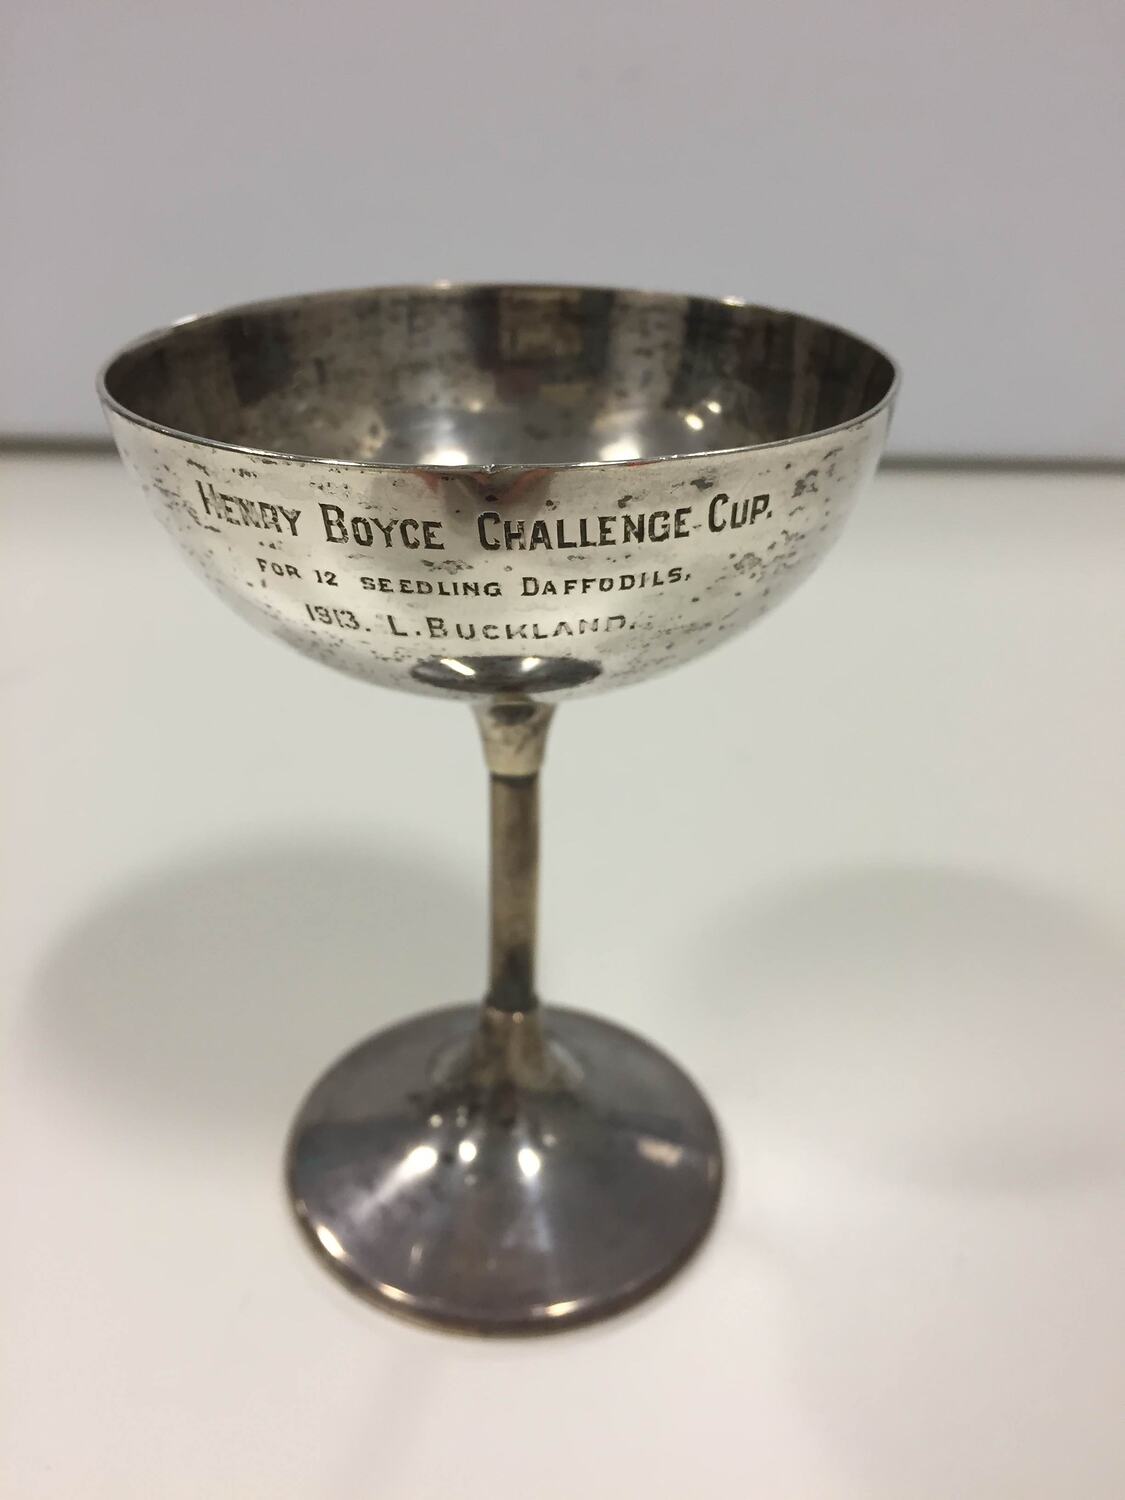 Henry Boyce Challenge Cup.
for 12 seedling Daffodils,
1913. L. Buckland.